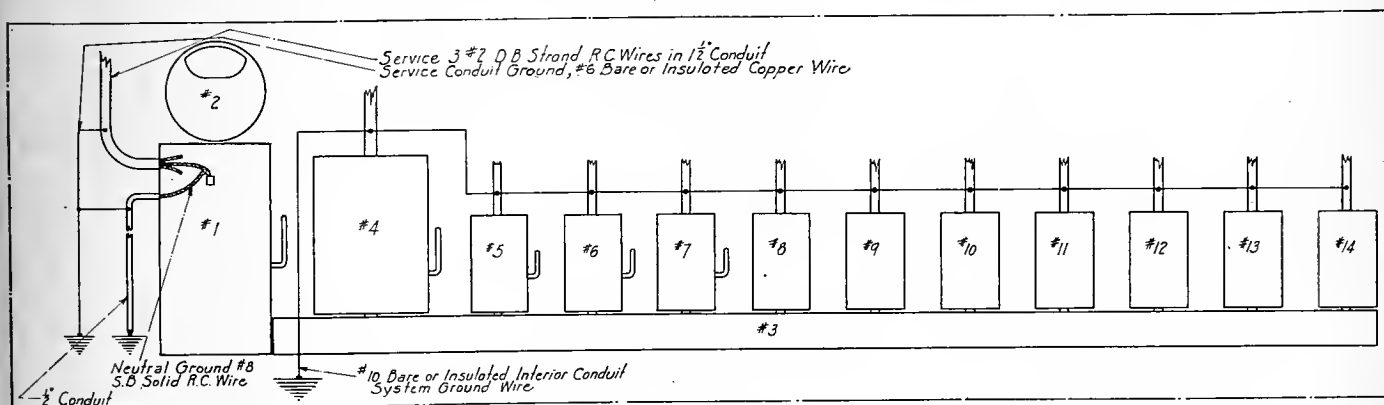 Service 3 #2 D B Strand R.C Wires in 1½" Conduit
Service Conduit Ground, #6 Bare or Insulated Copper Wire
#2
#1
#4
#5
#6
#7
#8
#9
#10
#11
#12
#13
#14
#3
Neutral Ground #8
S.B. Solid R.C. Wire
#10 Bare or Insulated Interior Conduit
System Ground Wire
½" Conduit